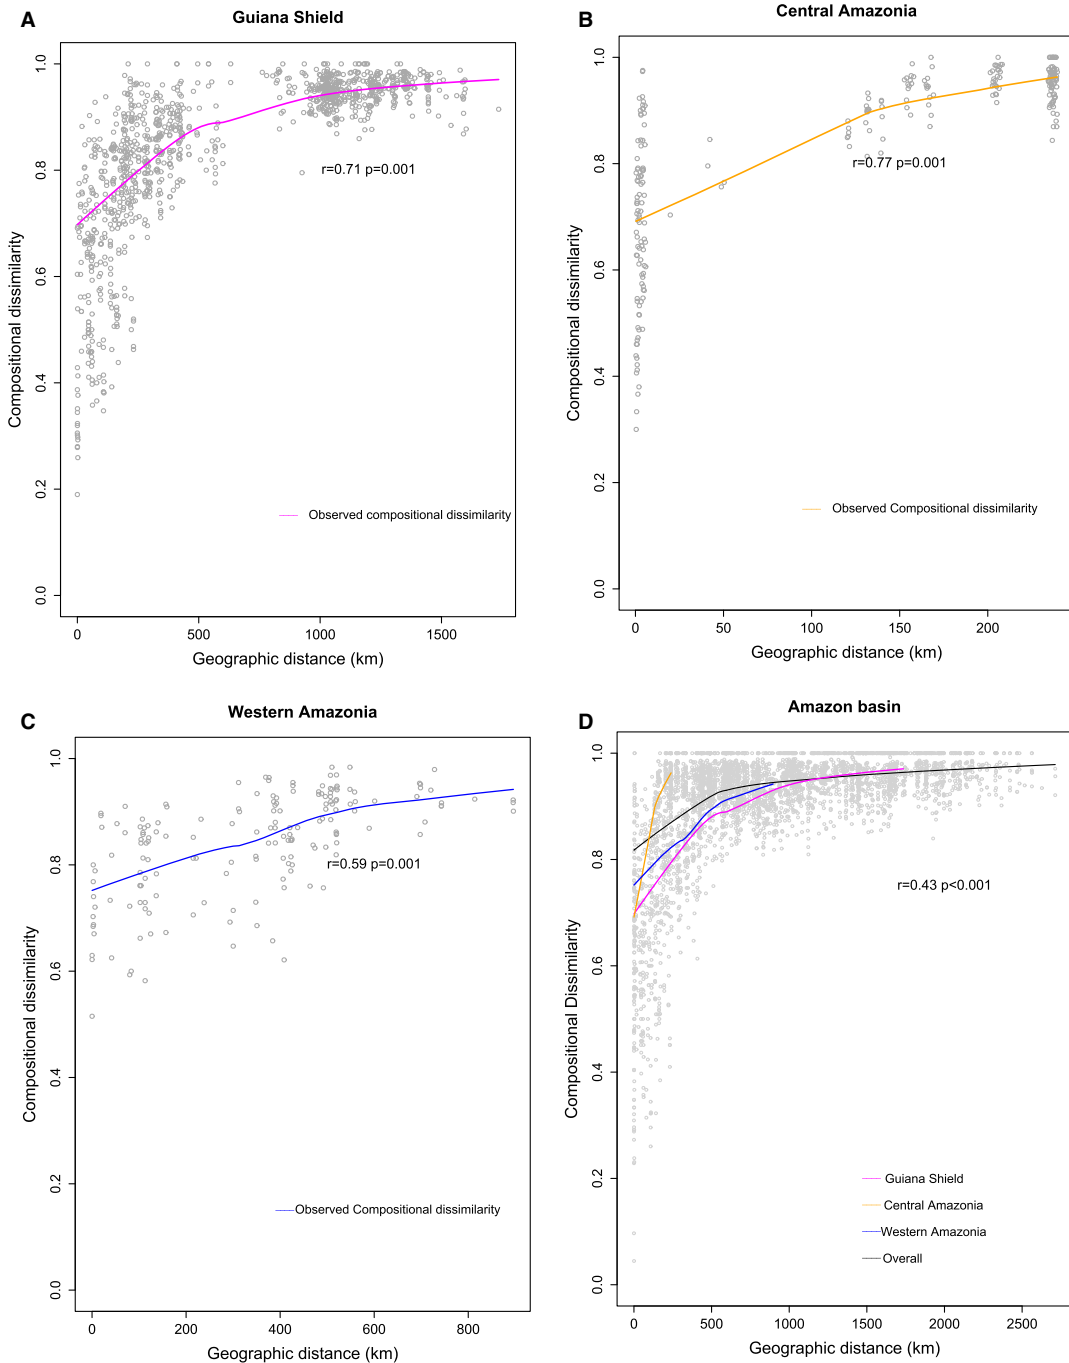 A
Guiana Shield
1.0
0.8
0.6
0.4
0.2
0.0
Compositional dissimilarity
r=0.71 p=0.001
Observed compositional dissimilarity
0 500 1000 1500
Geographic distance (km)
B
Central Amazonia
1.0
0.8
0.6
0.4
0.2
0.0
Compositional dissimilarity
r=0.77 p=0.001
Observed Compositional dissimilarity
0 50 100 150 200
Geographic distance (km)
C
Western Amazonia
1.0
0.8
0.6
0.4
0.2
0.0
Compositional dissimilarity
r=0.59 p=0.001
Observed Compositional dissimilarity
0 200 400 600 800
Geographic distance (km)
D
Amazon basin
1.0
0.8
0.6
0.4
0.2
0.0
Compositional Dissimilarity
r=0.43 p<0.001
Guiana Shield
Central Amazonia
Western Amazonia
Overall
0 500 1000 1500 2000 2500
Geographic distance (km)